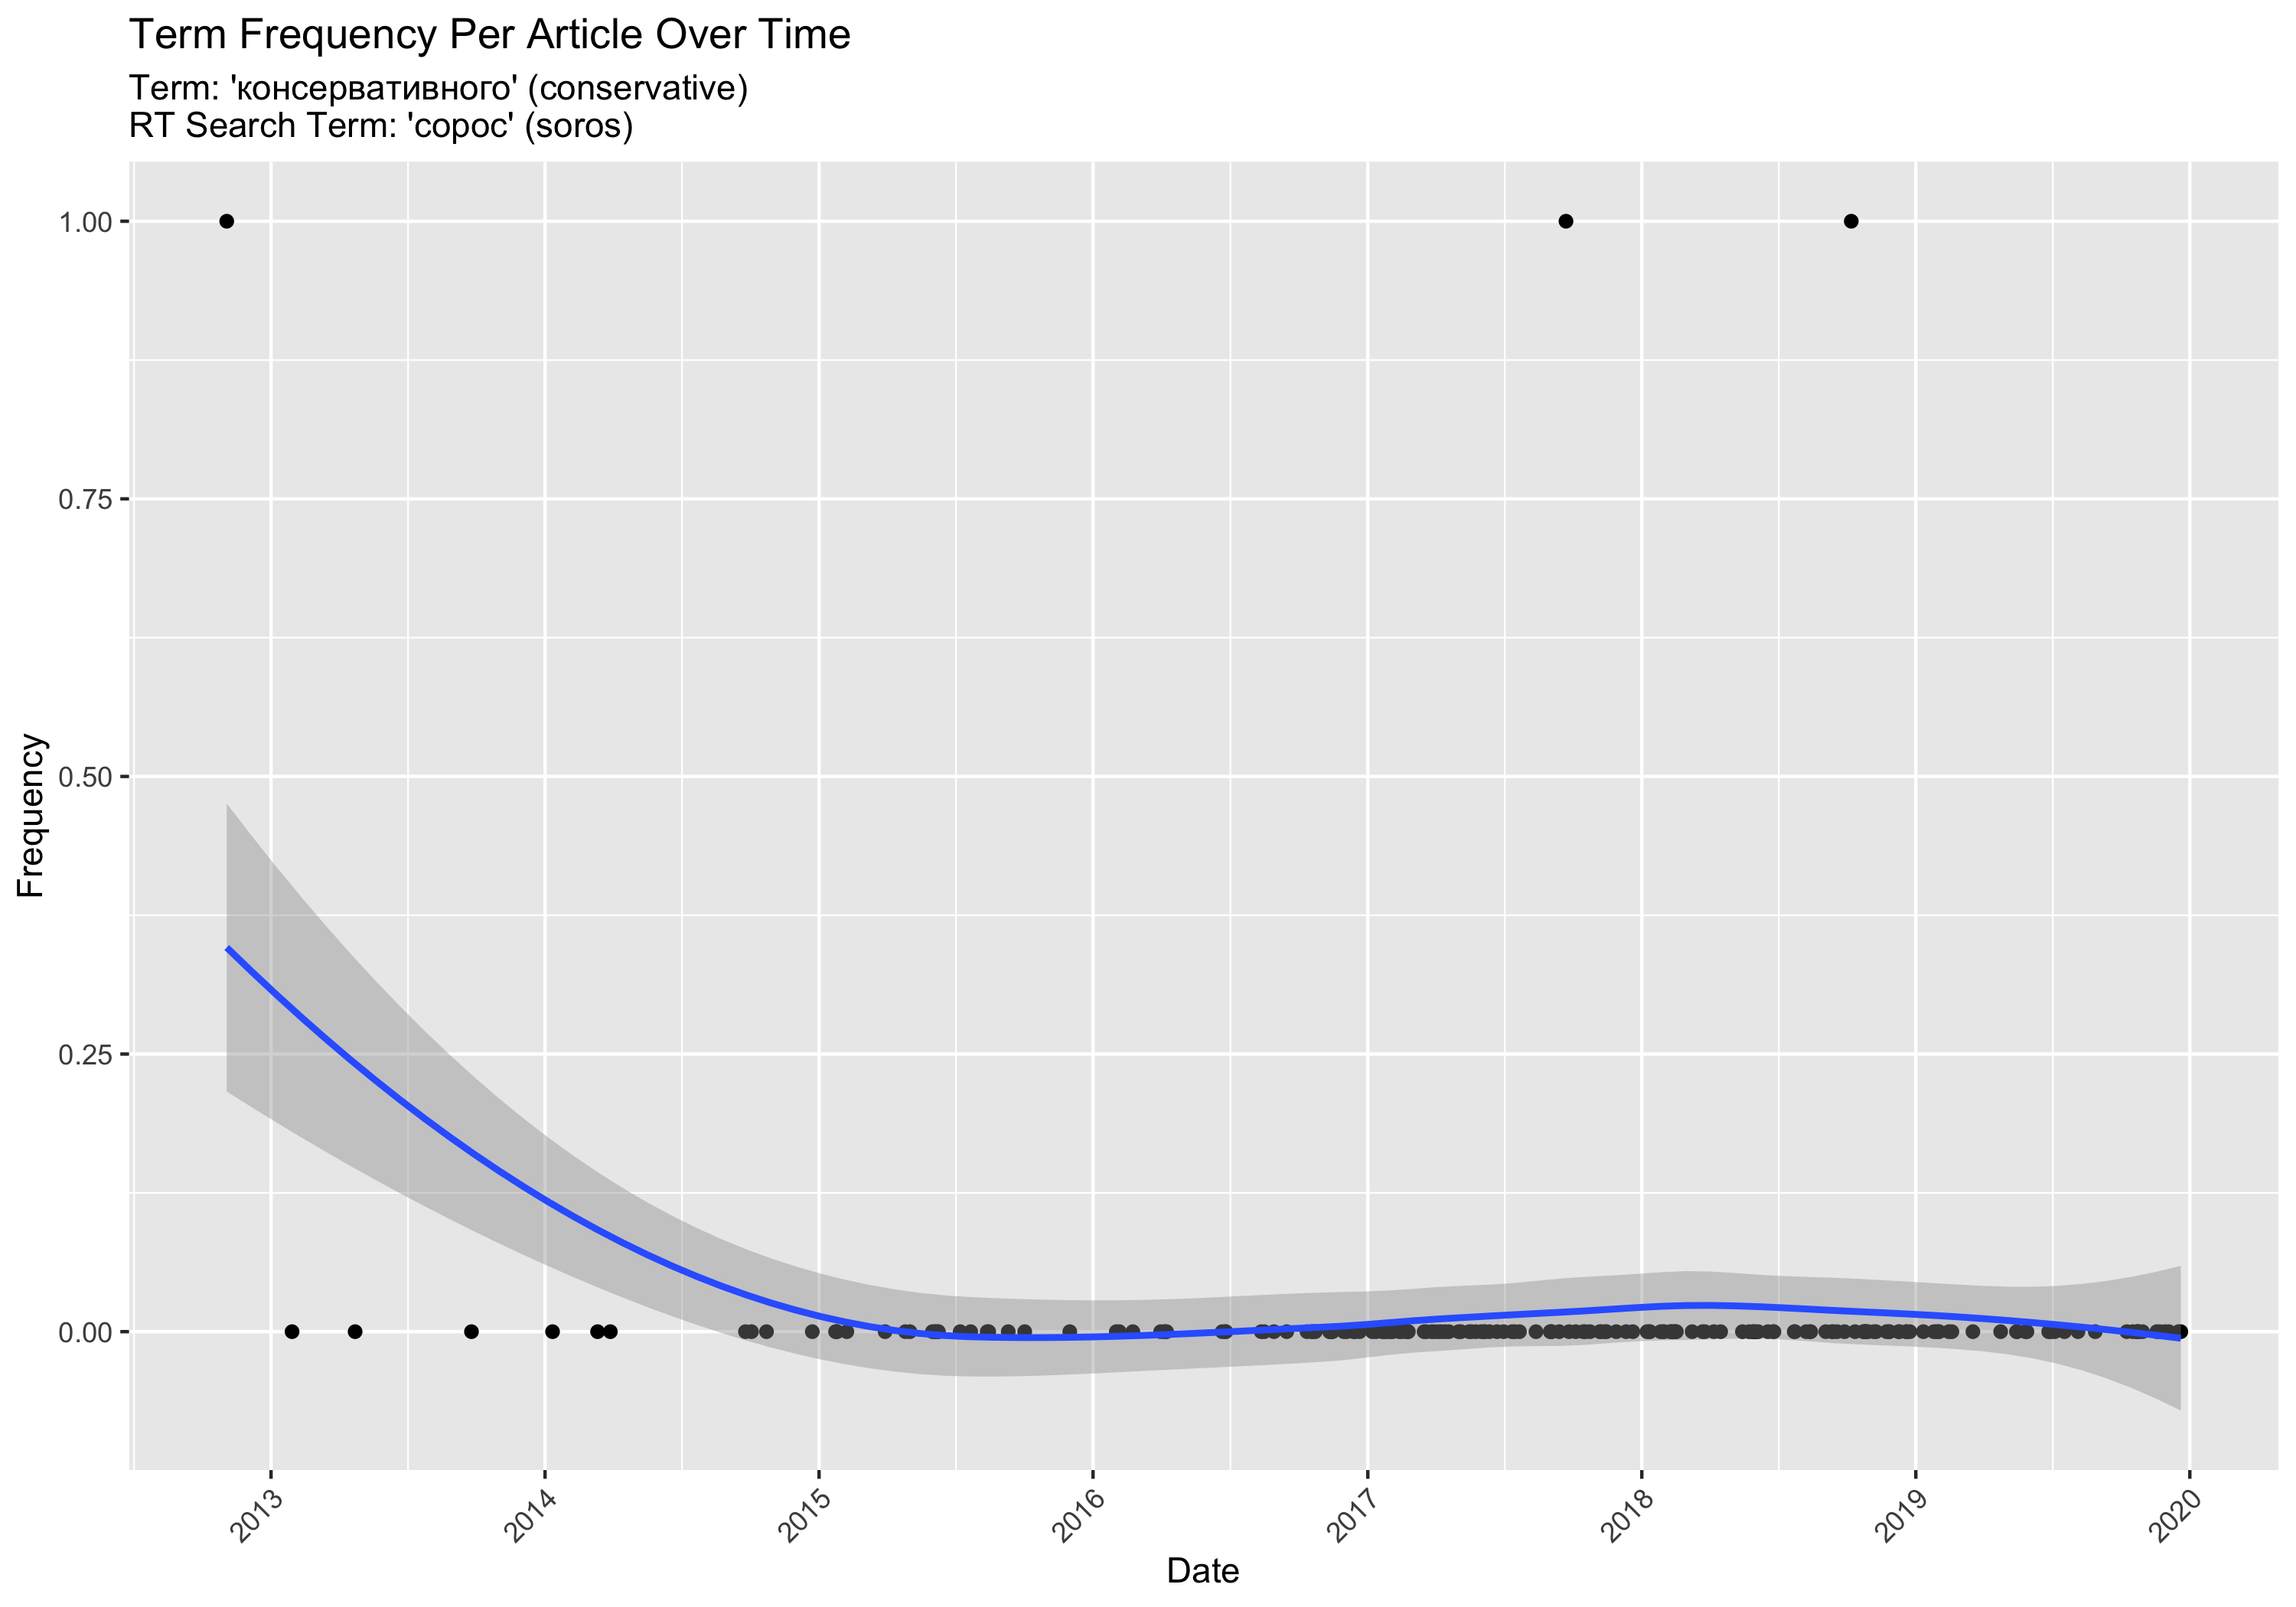 Term Frequency Per Article Over Time
Term: 'консервативного' (conservative)
RT Search Term: 'сорос' (soros)
1.00
0.75
0.50
0.25
0.00
Frequency
2013
2014
2015
2016
2017
2018
2019
2020
Date